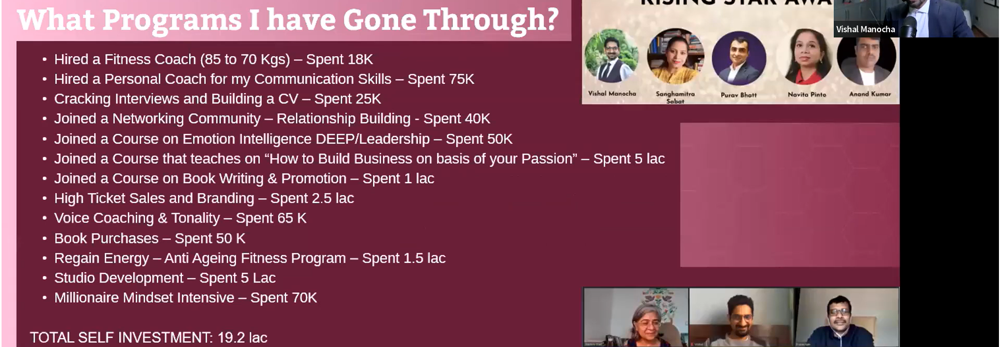 What Programs I have Gone Through?
• Hired a Fitness Coach (85 to 70 Kgs) – Spent 18K
• Hired a Personal Coach for my Communication Skills – Spent 75K
• Cracking Interviews and Building a CV – Spent 25K
• Joined a Networking Community – Relationship Building - Spent 40K
• Joined a Course on Emotion Intelligence DEEP/Leadership – Spent 50K
• Joined a Course that teaches on “How to Build Business on basis of your Passion” – Spent 5 lac
• Joined a Course on Book Writing & Promotion – Spent 1 lac
• High Ticket Sales and Branding – Spent 2.5 lac
• Voice Coaching & Tonality – Spent 65 K
• Book Purchases – Spent 50 K
• Regain Energy – Anti Ageing Fitness Program – Spent 1.5 lac
• Studio Development – Spent 5 Lac
• Millionaire Mindset Intensive – Spent 70K
TOTAL SELF INVESTMENT: 19.2 lac
RISING STAR AWA
Vishal Manocha
Vishal Manocha
Sanghamitra
Sabat
Purav Bhatt
Navita Pinto
Anand Kumar